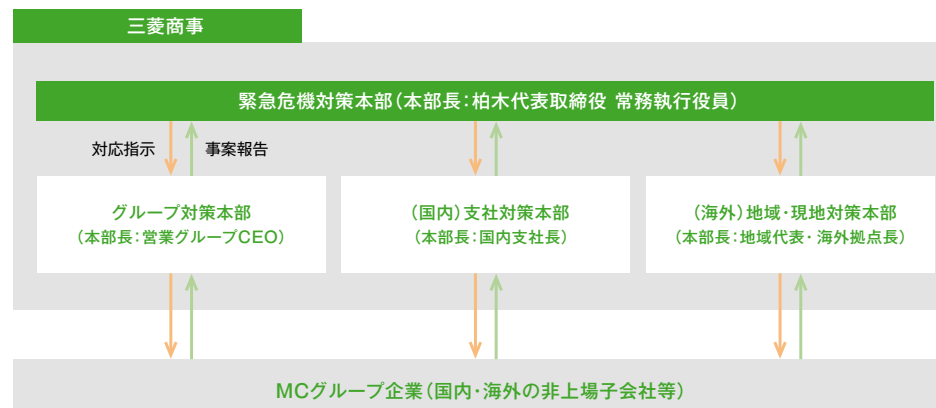 三菱商事
緊急危機対策本部（本部長：柏木代表取締役 常務執行役員）
対応指示
事案報告
グループ対策本部
（本部長：営業グループCEO）
（国内）支社対策本部
（本部長：国内支社長）
（海外）地域・現地対策本部
（本部長：地域代表・海外拠点長）
MCグループ企業（国内・海外の非上場子会社等）